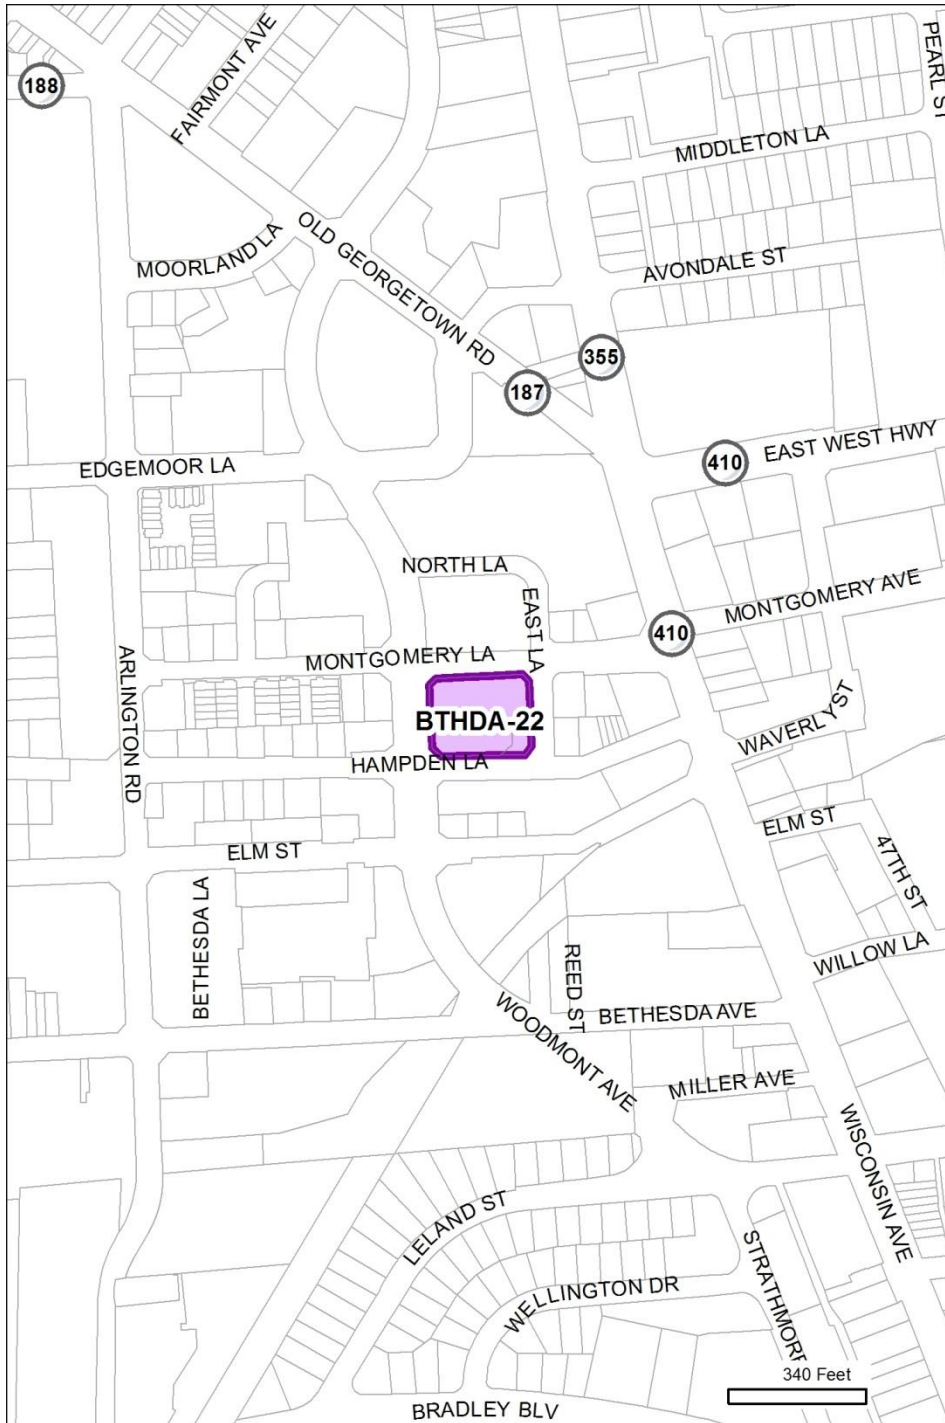 PEARL ST
FAIRMONT AVE
188
MIDDLETON LA
MOORLAND LA
OLD GEORGETOWN RD
AVONDALE ST
355
187
EAST WEST HWY
410
EDGEMOOR LA
NORTH LA
EAST LA
MONTGOMERY AVE
410
MONTGOMERY LA
ARLINGTON RD
BTHDA-22
WAVERLY ST
HAMPDEN LA
ELM ST
ELM ST
47TH ST
BETHESDA LA
WILLOW LA
REED ST
BETHESDA AVE
WOODMONT AVE
MILLER AVE
WISCONSIN AVE
LELAND ST
STRATHMORE
WELLINGTON DR
340 Feet
BRADLEY BLV